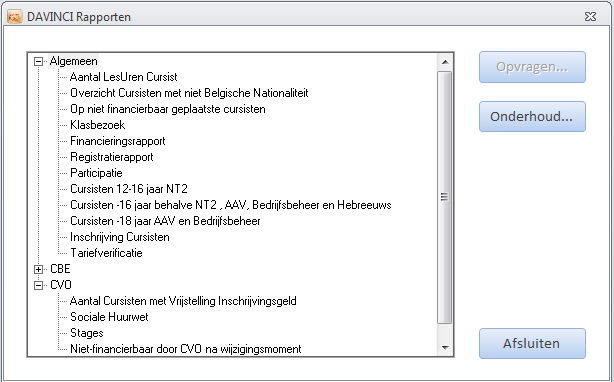 DAVINCI Rapporten
Algemeen
Aantal LesUren Cursist
Overzicht Cursisten met niet Belgische Nationaliteit
Op niet financierbaar geplaatste cursisten
Klasbezoek
Financieringsrapport
Registratierapport
Participatie
Cursisten 12-16 jaar NT2
Cursisten -16 jaar behalve NT2 , AAV, Bedrijfsbeheer en Hebreeuws
Cursisten -18 jaar AAV en Bedrijfsbeheer
Inschrijving Cursisten
Tariefverificatie
CBE
CVO
Aantal Cursisten met Vrijstelling Inschrijvingsgeld
Sociale Huurwet
Stages
Niet-financierbaar door CVO na wijzigingsmoment
Opvragen...
Onderhoud...
Afsluiten